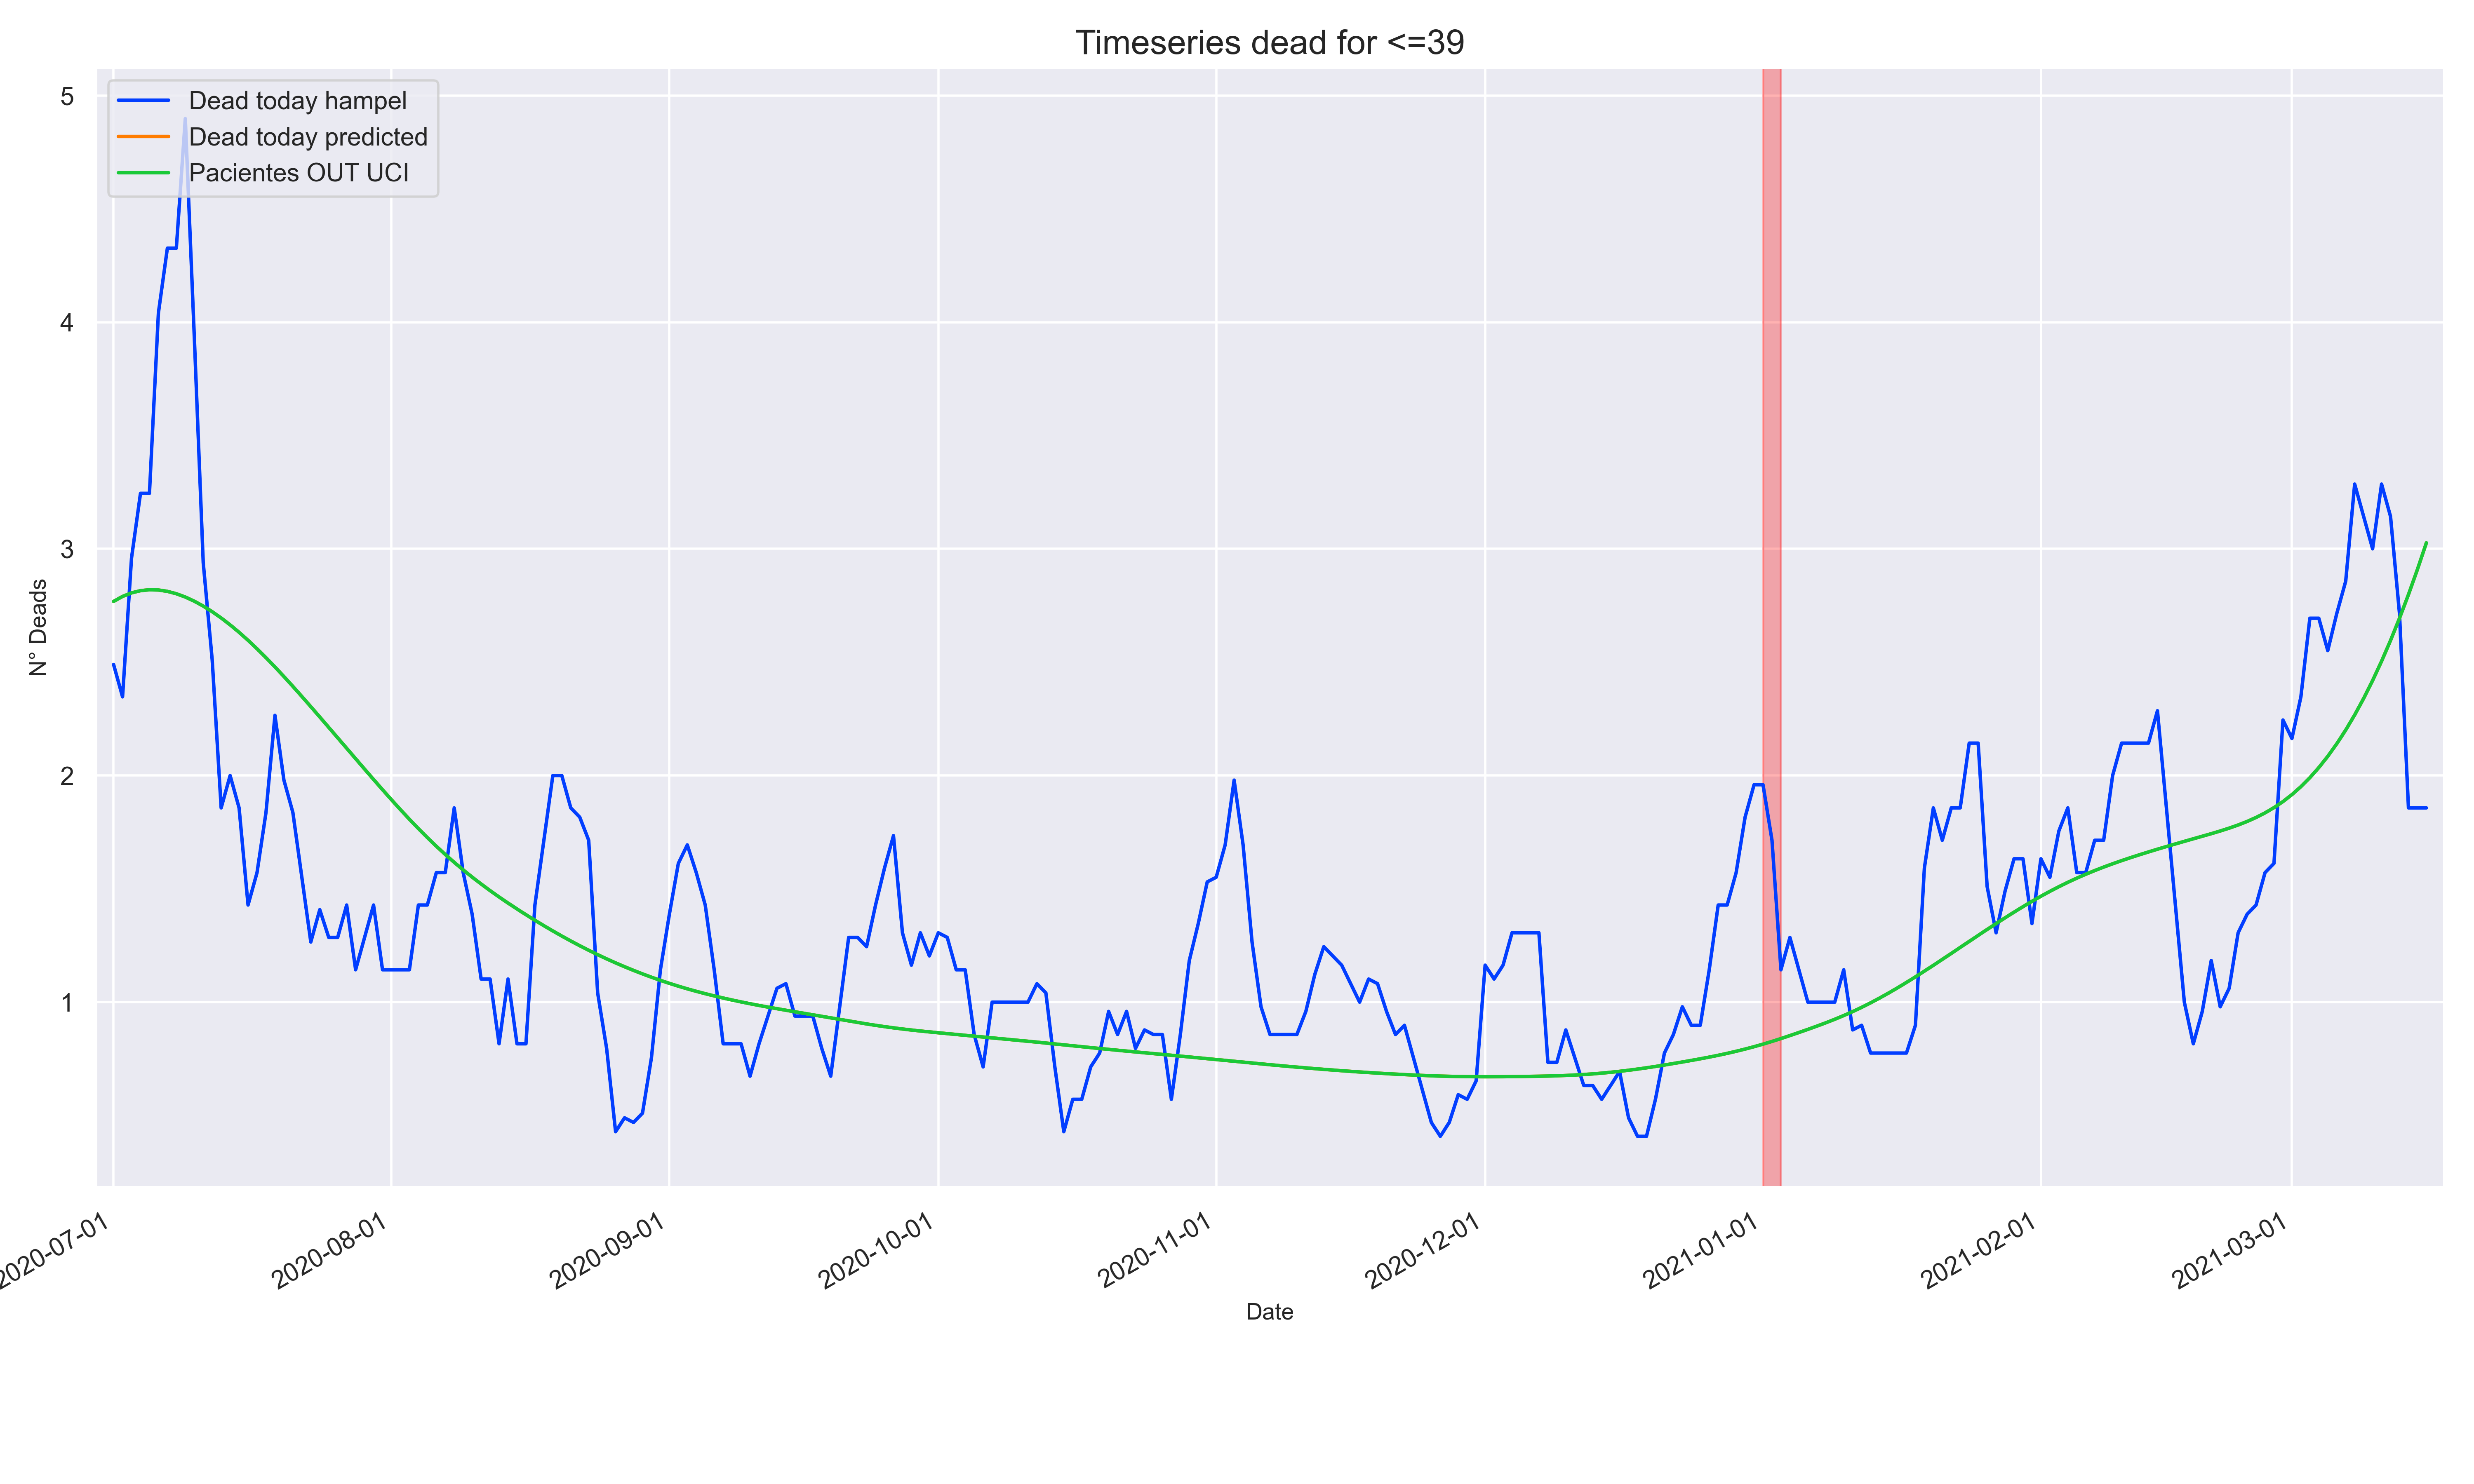 Timeseries dead for <=39
Dead today hampel
Dead today predicted
Pacientes OUT UCI
5
4
3
2
1
N° Deads
2020-07-01
2020-08-01
2020-09-01
2020-10-01
2020-11-01
2020-12-01
2021-01-01
2021-02-01
2021-03-01
Date